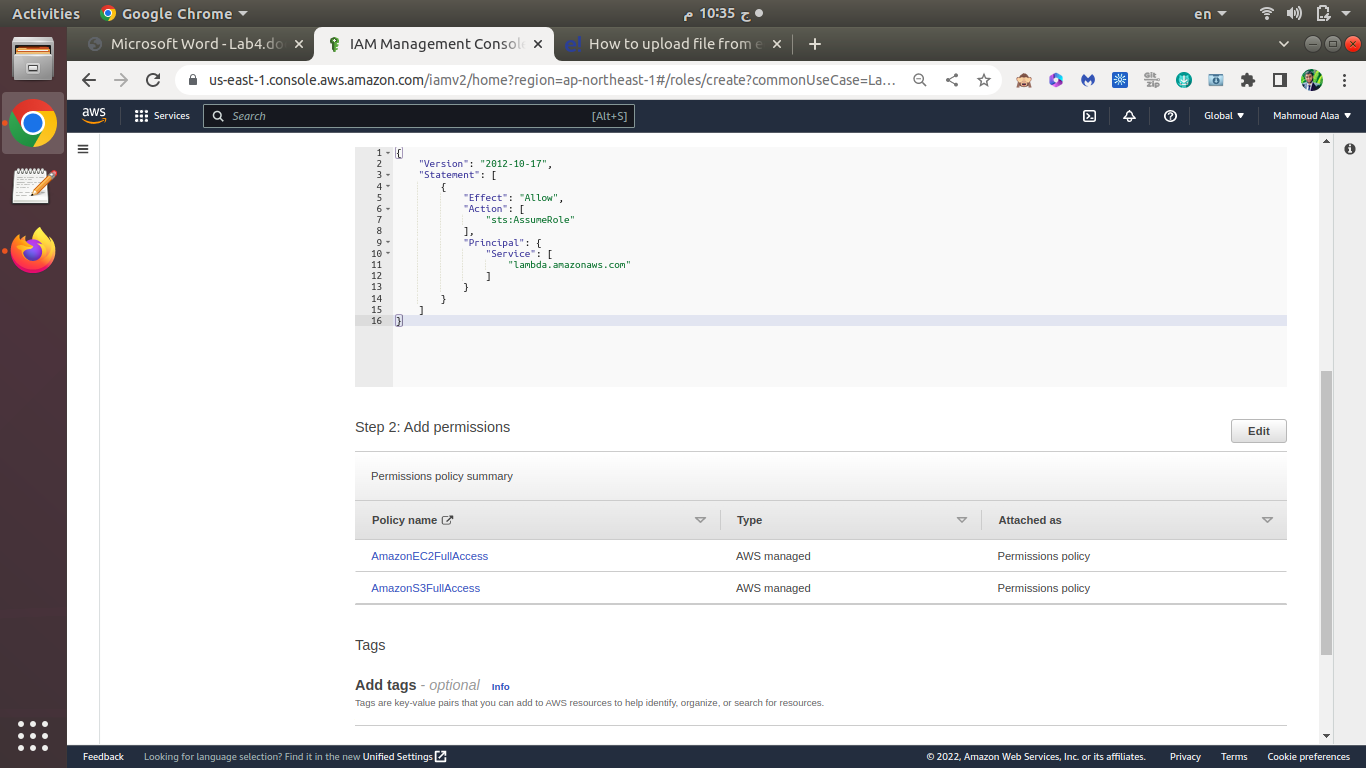 Activities Google Chrome ح 10:35 م en
Microsoft Word - Lab4.do IAM Management Consol How to upload file from e
us-east-1.console.aws.amazon.com/iamv2/home?region=ap-northeast-1#/roles/create?commonUseCase=La...
aws Services Search [Alt+S] Global Mahmoud Alaa
1 {
2 "Version": "2012-10-17",
3 "Statement": [
4 {
5 "Effect": "Allow",
6 "Action": [
7 "sts:AssumeRole"
8 ],
9 "Principal": {
10 "Service": [
11 "lambda.amazonaws.com"
12 ]
13 }
14 }
15 ]
16 }
Step 2: Add permissions Edit
Permissions policy summary
Policy name Type Attached as
AmazonEC2FullAccess AWS managed Permissions policy
AmazonS3FullAccess AWS managed Permissions policy
Tags
Add tags - optional Info
Tags are key-value pairs that you can add to AWS resources to help identify, organize, or search for resources.
Feedback Looking for language selection? Find it in the new Unified Settings © 2022, Amazon Web Services, Inc. or its affiliates. Privacy Terms Cookie preferences